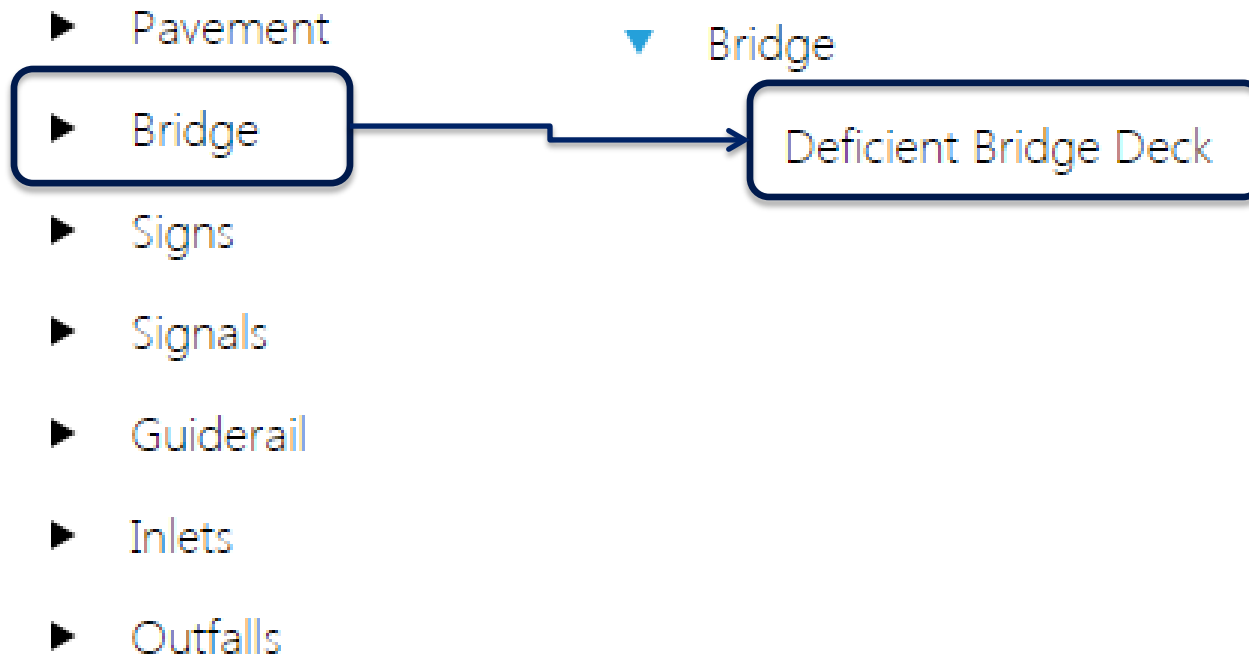 Pavement
Bridge
Signs
Signals
Guiderail
Inlets
Outfalls
Bridge
Deficient Bridge Deck